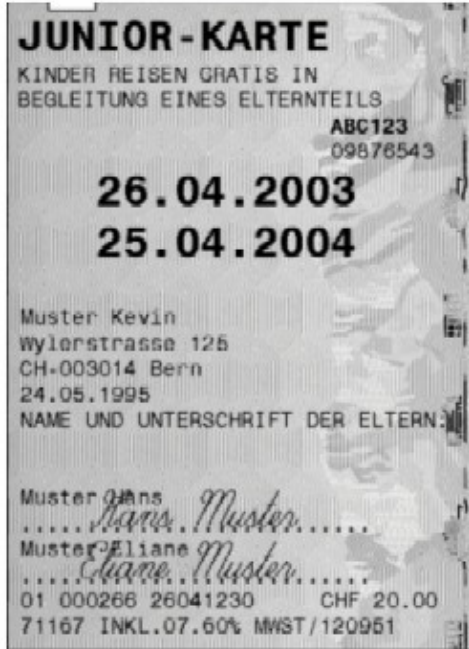 JUNIOR-KARTE
KINDER REISEN GRATIS IN
BEGLEITUNG EINES ELTERNTEILS
ABC123
09876543
26.04.2003
25.04.2004
Muster Kevin
Wylerstrasse 125
CH-003014 Bern
24.05.1995
NAME UND UNTERSCHRIFT DER ELTERN:
Muster Hans
Hans Muster
Muster Eliane
Eliane Muster
01 000266 26041230 CHF 20.00
71167 INKL.07.60% MWST/120951